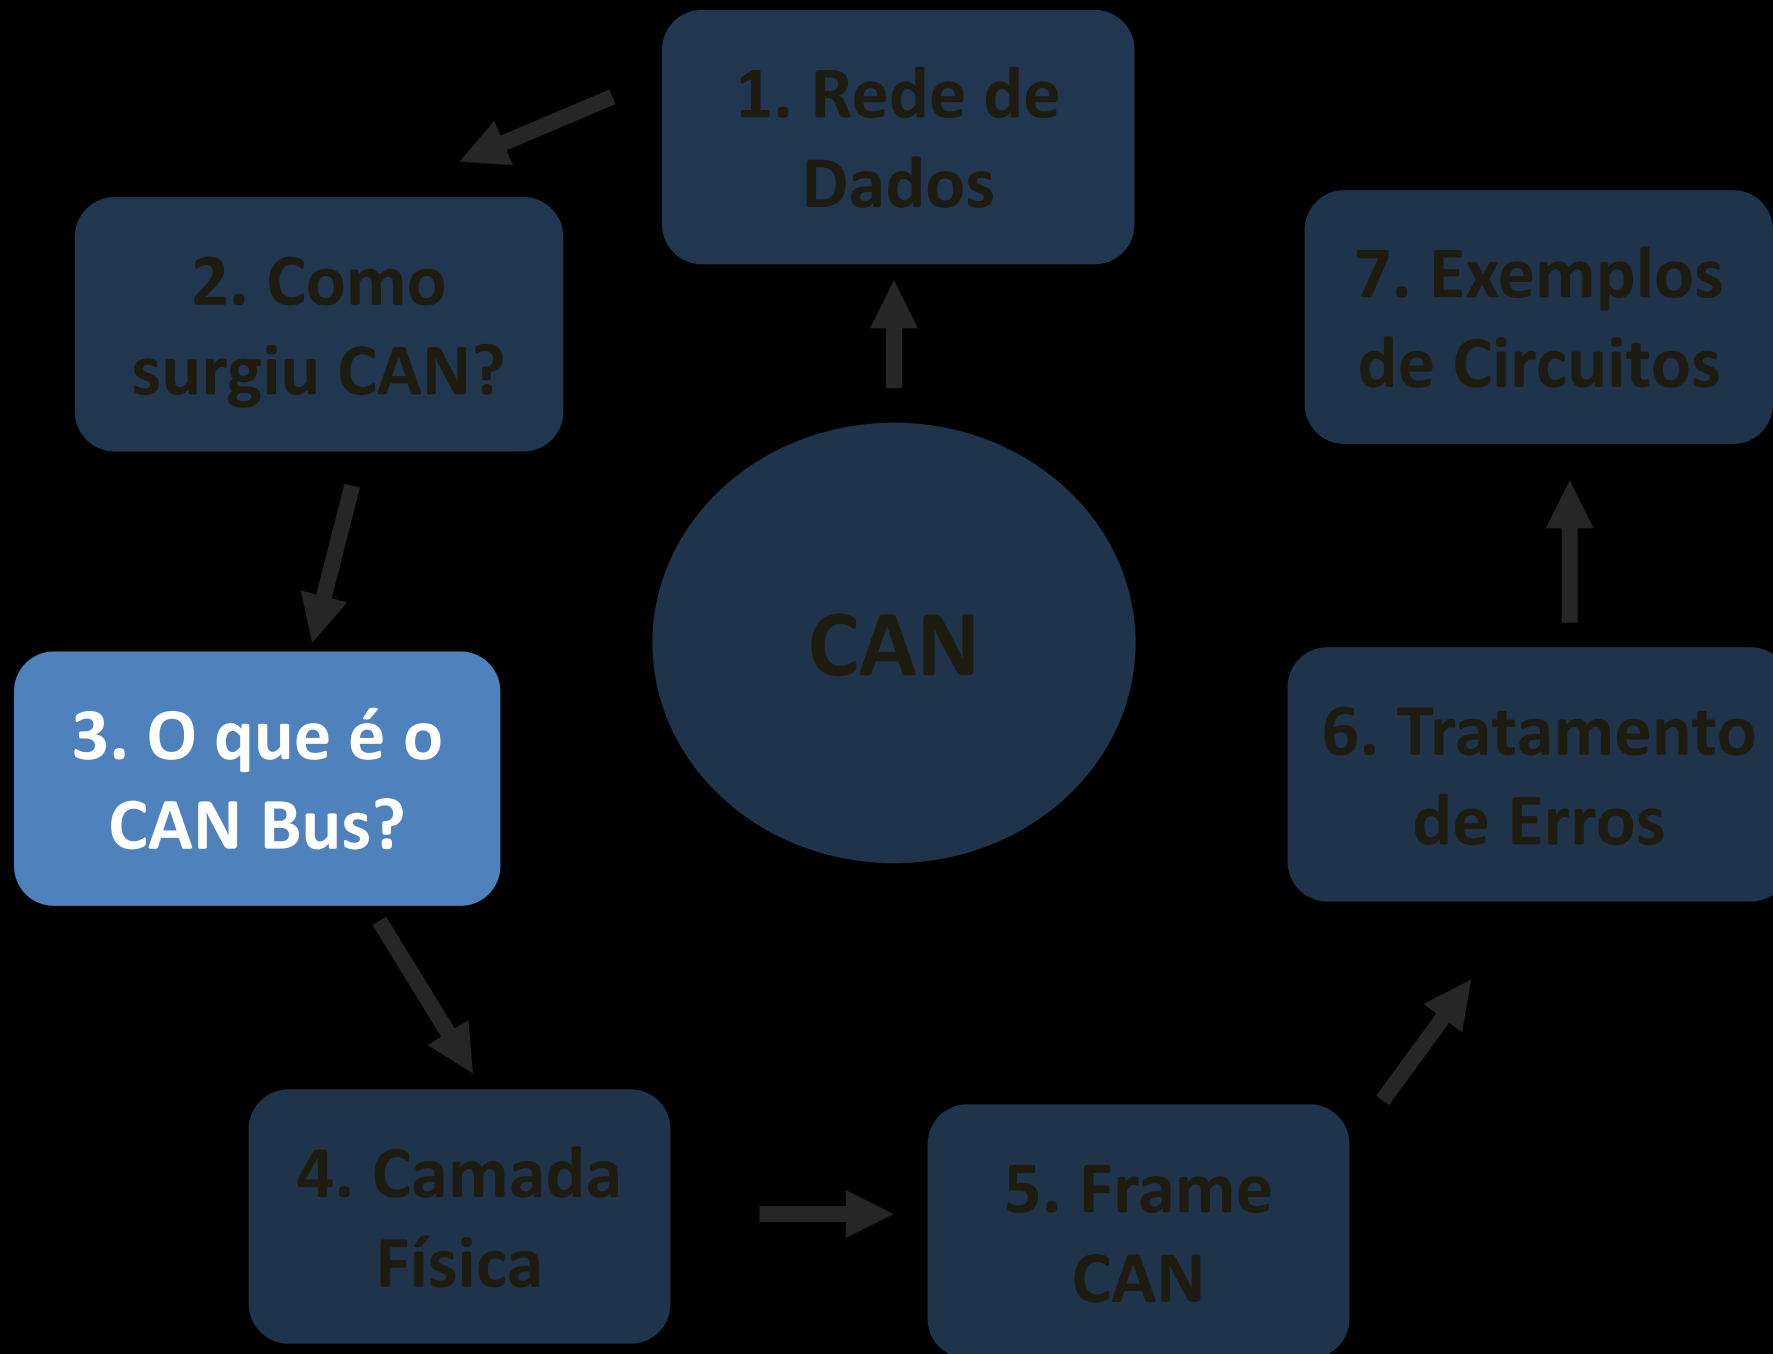 1. Rede de
Dados
2. Como
surgiu CAN?
3. O que é o
CAN Bus?
4. Camada
Física
5. Frame
CAN
6. Tratamento
de Erros
7. Exemplos
de Circuitos
CAN